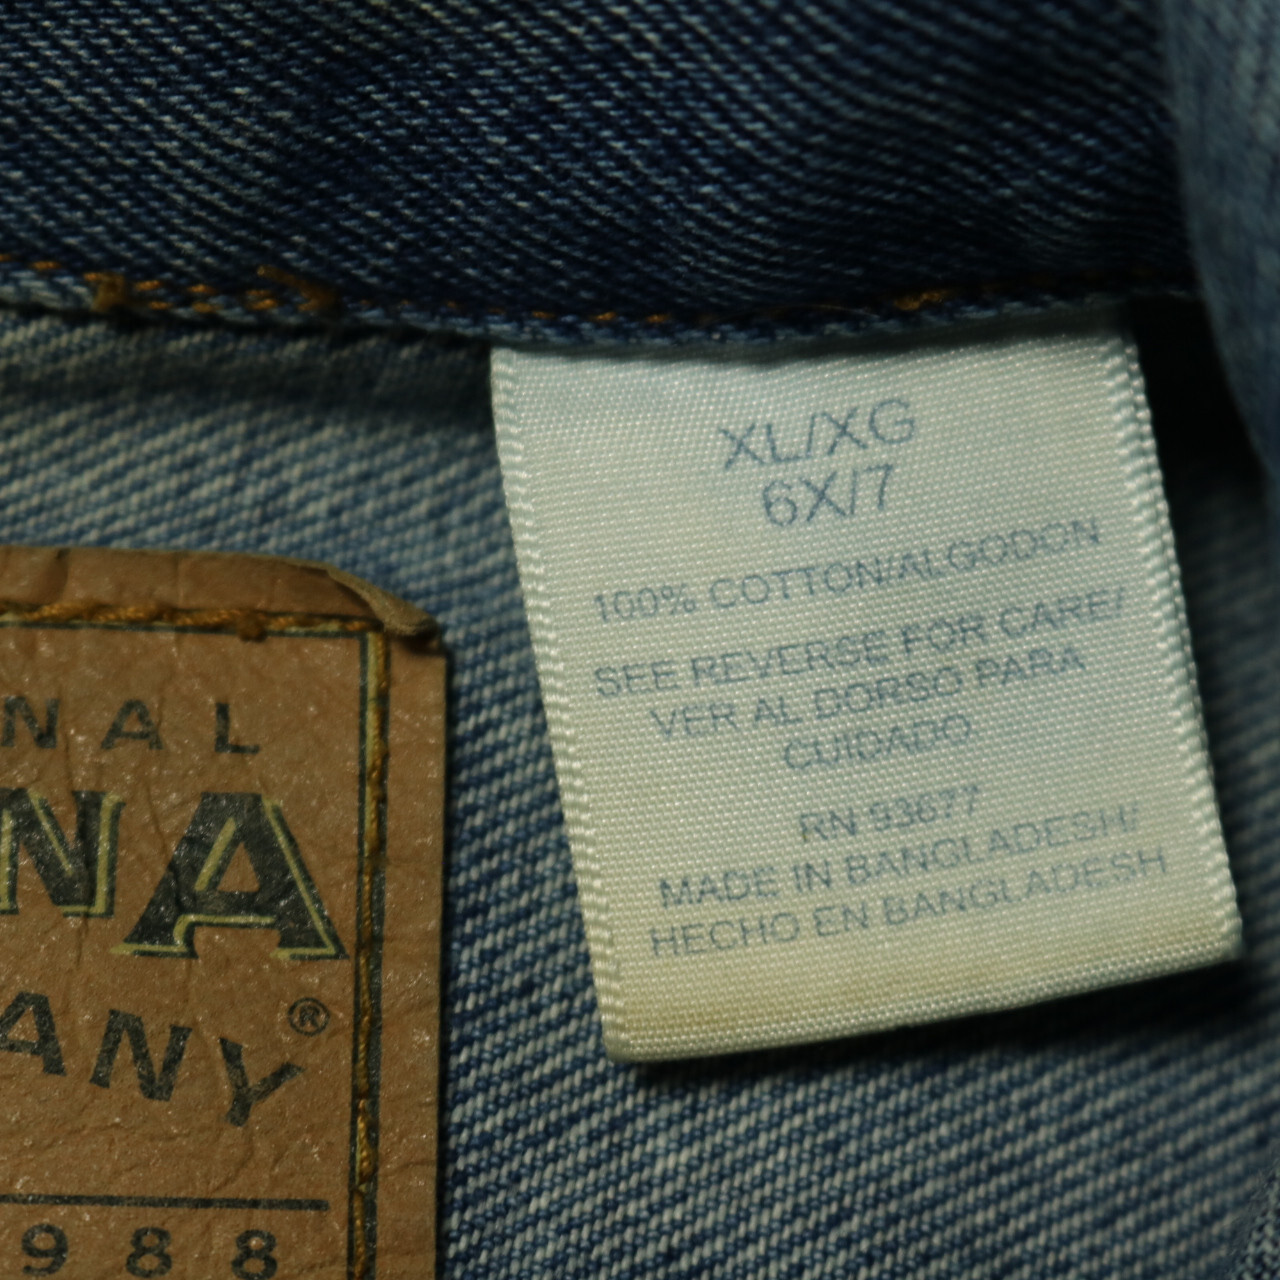 XL/XG
6X/7
100% COTTON/ALGODON
SEE REVERSE FOR CARE/
VER AL DORSO PARA
CUIDADO
RN 93677
MADE IN BANGLADESH/
HECHO EN BANGLADESH
NAL
NA
ANY®
988